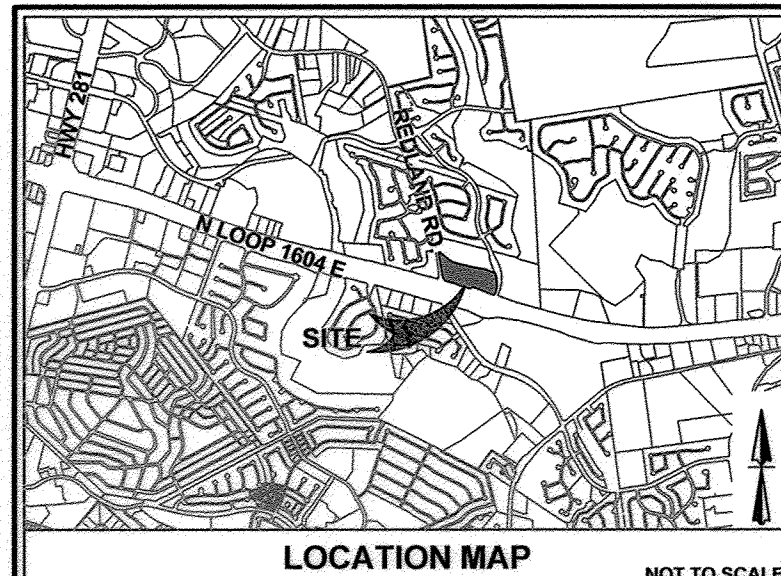 HWY 281
REDLAND RD
N LOOP 1604 E
SITE
LOCATION MAP
NOT TO SCALE